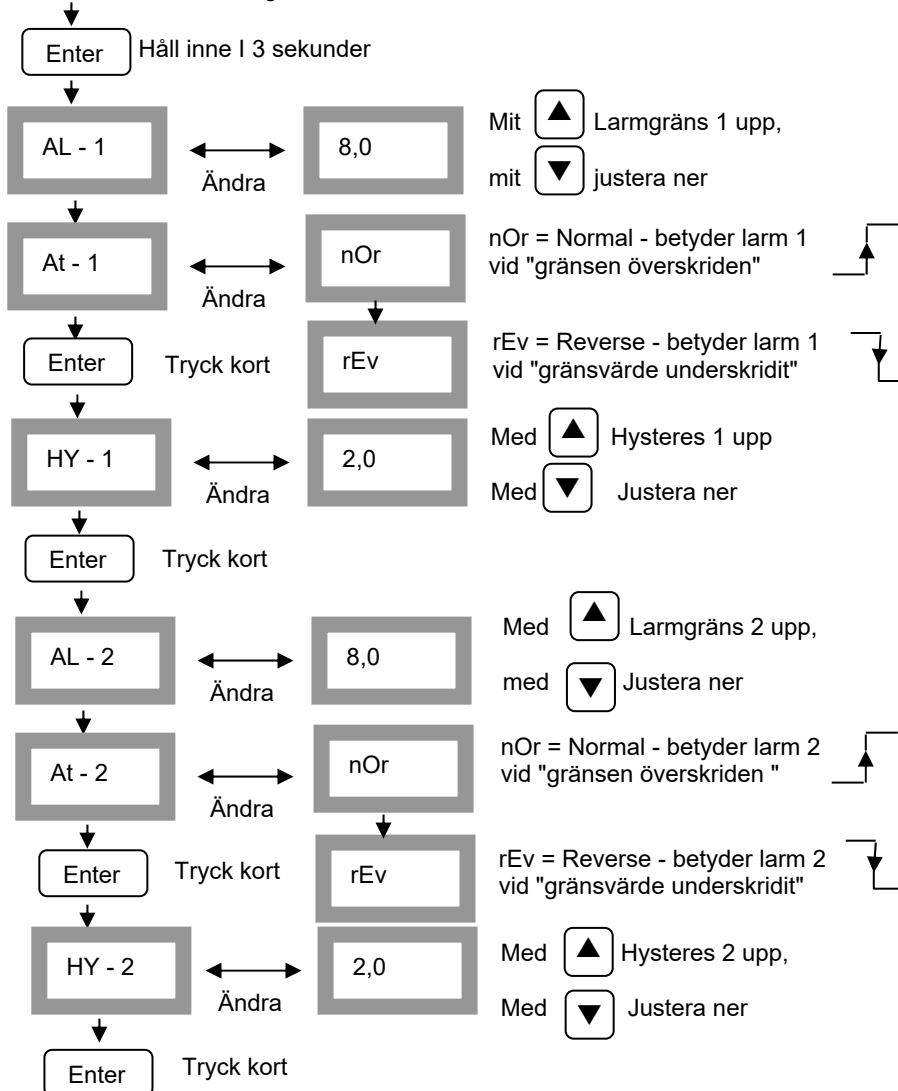 Enter Håll inne I 3 sekunder
AL - 1 Ändra 8,0 Mit ▲ Larmgräns 1 upp,
mit ▼ justera ner
At - 1 Ändra nOr nOr = Normal - betyder larm 1
vid "gränsen överskriden"
Enter Tryck kort rEv rEv = Reverse - betyder larm 1
vid "gränsvärde underskridit"
HY - 1 Ändra 2,0 Med ▲ Hysteres 1 upp
Med ▼ Justera ner
Enter Tryck kort
AL - 2 Ändra 8,0 Med ▲ Larmgräns 2 upp,
med ▼ Justera ner
At - 2 Ändra nOr nOr = Normal - betyder larm 2
vid "gränsen överskriden "
Enter Tryck kort rEv rEv = Reverse - betyder larm 2
vid "gränsvärde underskridit"
HY - 2 Ändra 2,0 Med ▲ Hysteres 2 upp,
Med ▼ Justera ner
Enter Tryck kort